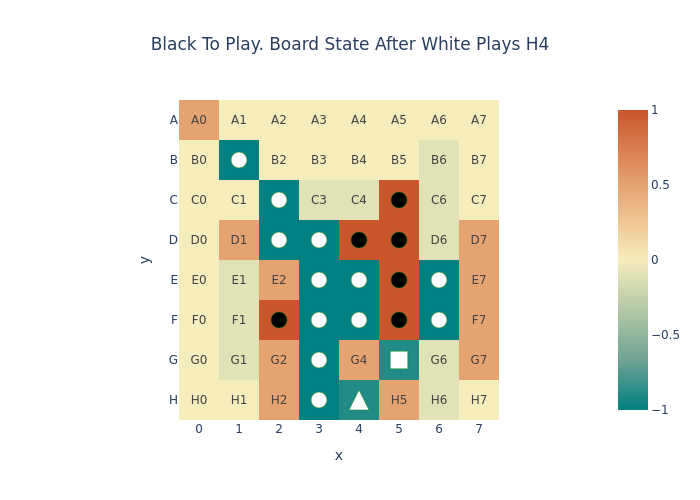 Black To Play. Board State After White Plays H4
A A0 A1 A2 A3 A4 A5 A6 A7
B B0 B2 B3 B4 B5 B6 B7
C C0 C1 C3 C4 C6 C7
D D0 D1 D6 D7
E E0 E1 E2 E7
F F0 F1 F7
G G0 G1 G2 G4 G6 G7
H H0 H1 H2 H5 H6 H7
0 1 2 3 4 5 6 7
x
y
1
0.5
0
−0.5
−1